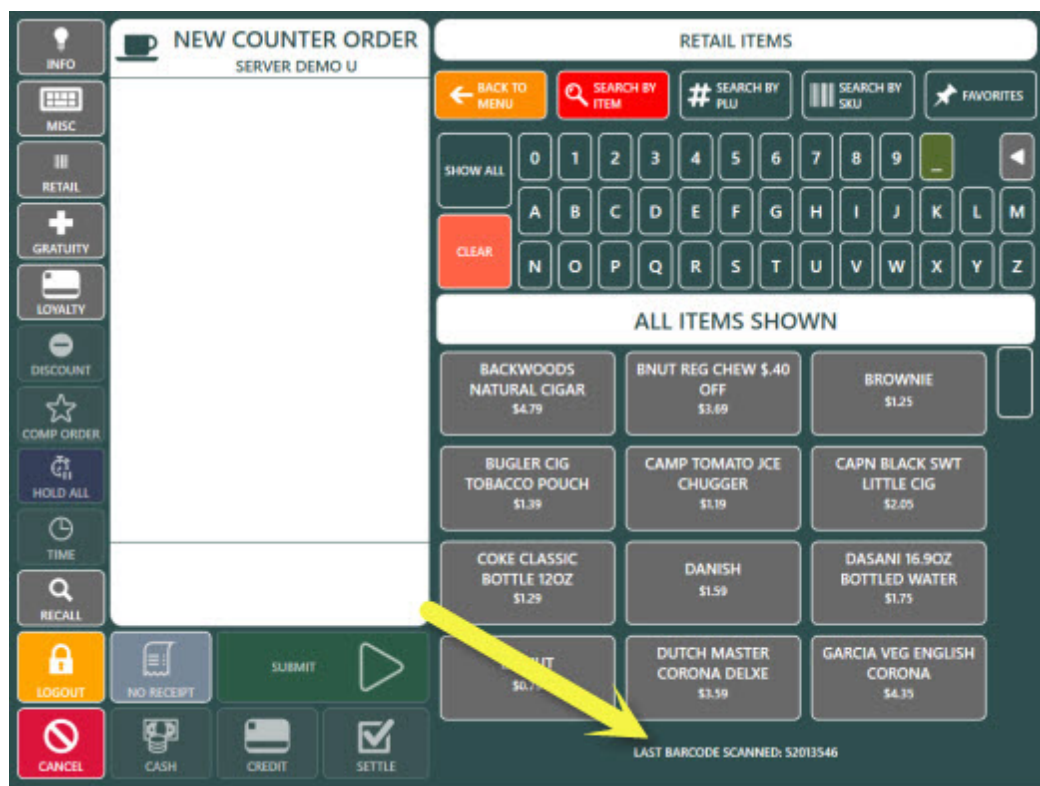 INFO
MISC
RETAIL
GRATUITY
LOYALTY
DISCOUNT
COMP ORDER
HOLD ALL
TIME
RECALL
LOGOUT
CANCEL
NEW COUNTER ORDER
SERVER DEMO U
NO RECEIPT
SUBMIT
CASH
CREDIT
SETTLE
RETAIL ITEMS
BACK TO
MENU
SEARCH BY
ITEM
#
SEARCH BY
PLU
SEARCH BY
SKU
FAVORITES
SHOW ALL
0 1 2 3 4 5 6 7 8 9 _
A B C D E F G H I J K L M
CLEAR
N O P Q R S T U V W X Y Z
ALL ITEMS SHOWN
BACKWOODS
NATURAL CIGAR
$4.79
BNUT REG CHEW $.40
OFF
$3.69
BROWNIE
$1.25
BUGLER CIG
TOBACCO POUCH
$1.39
CAMP TOMATO JCE
CHUGGER
$1.19
CAPN BLACK SWT
LITTLE CIG
$2.05
COKE CLASSIC
BOTTLE 12OZ
$1.29
DANISH
$1.59
DASANI 16.9OZ
BOTTLED WATER
$1.75
DUTCH MASTER
CORONA DELXE
$3.59
GARCIA VEG ENGLISH
CORONA
$4.35
LAST BARCODE SCANNED: 52013546